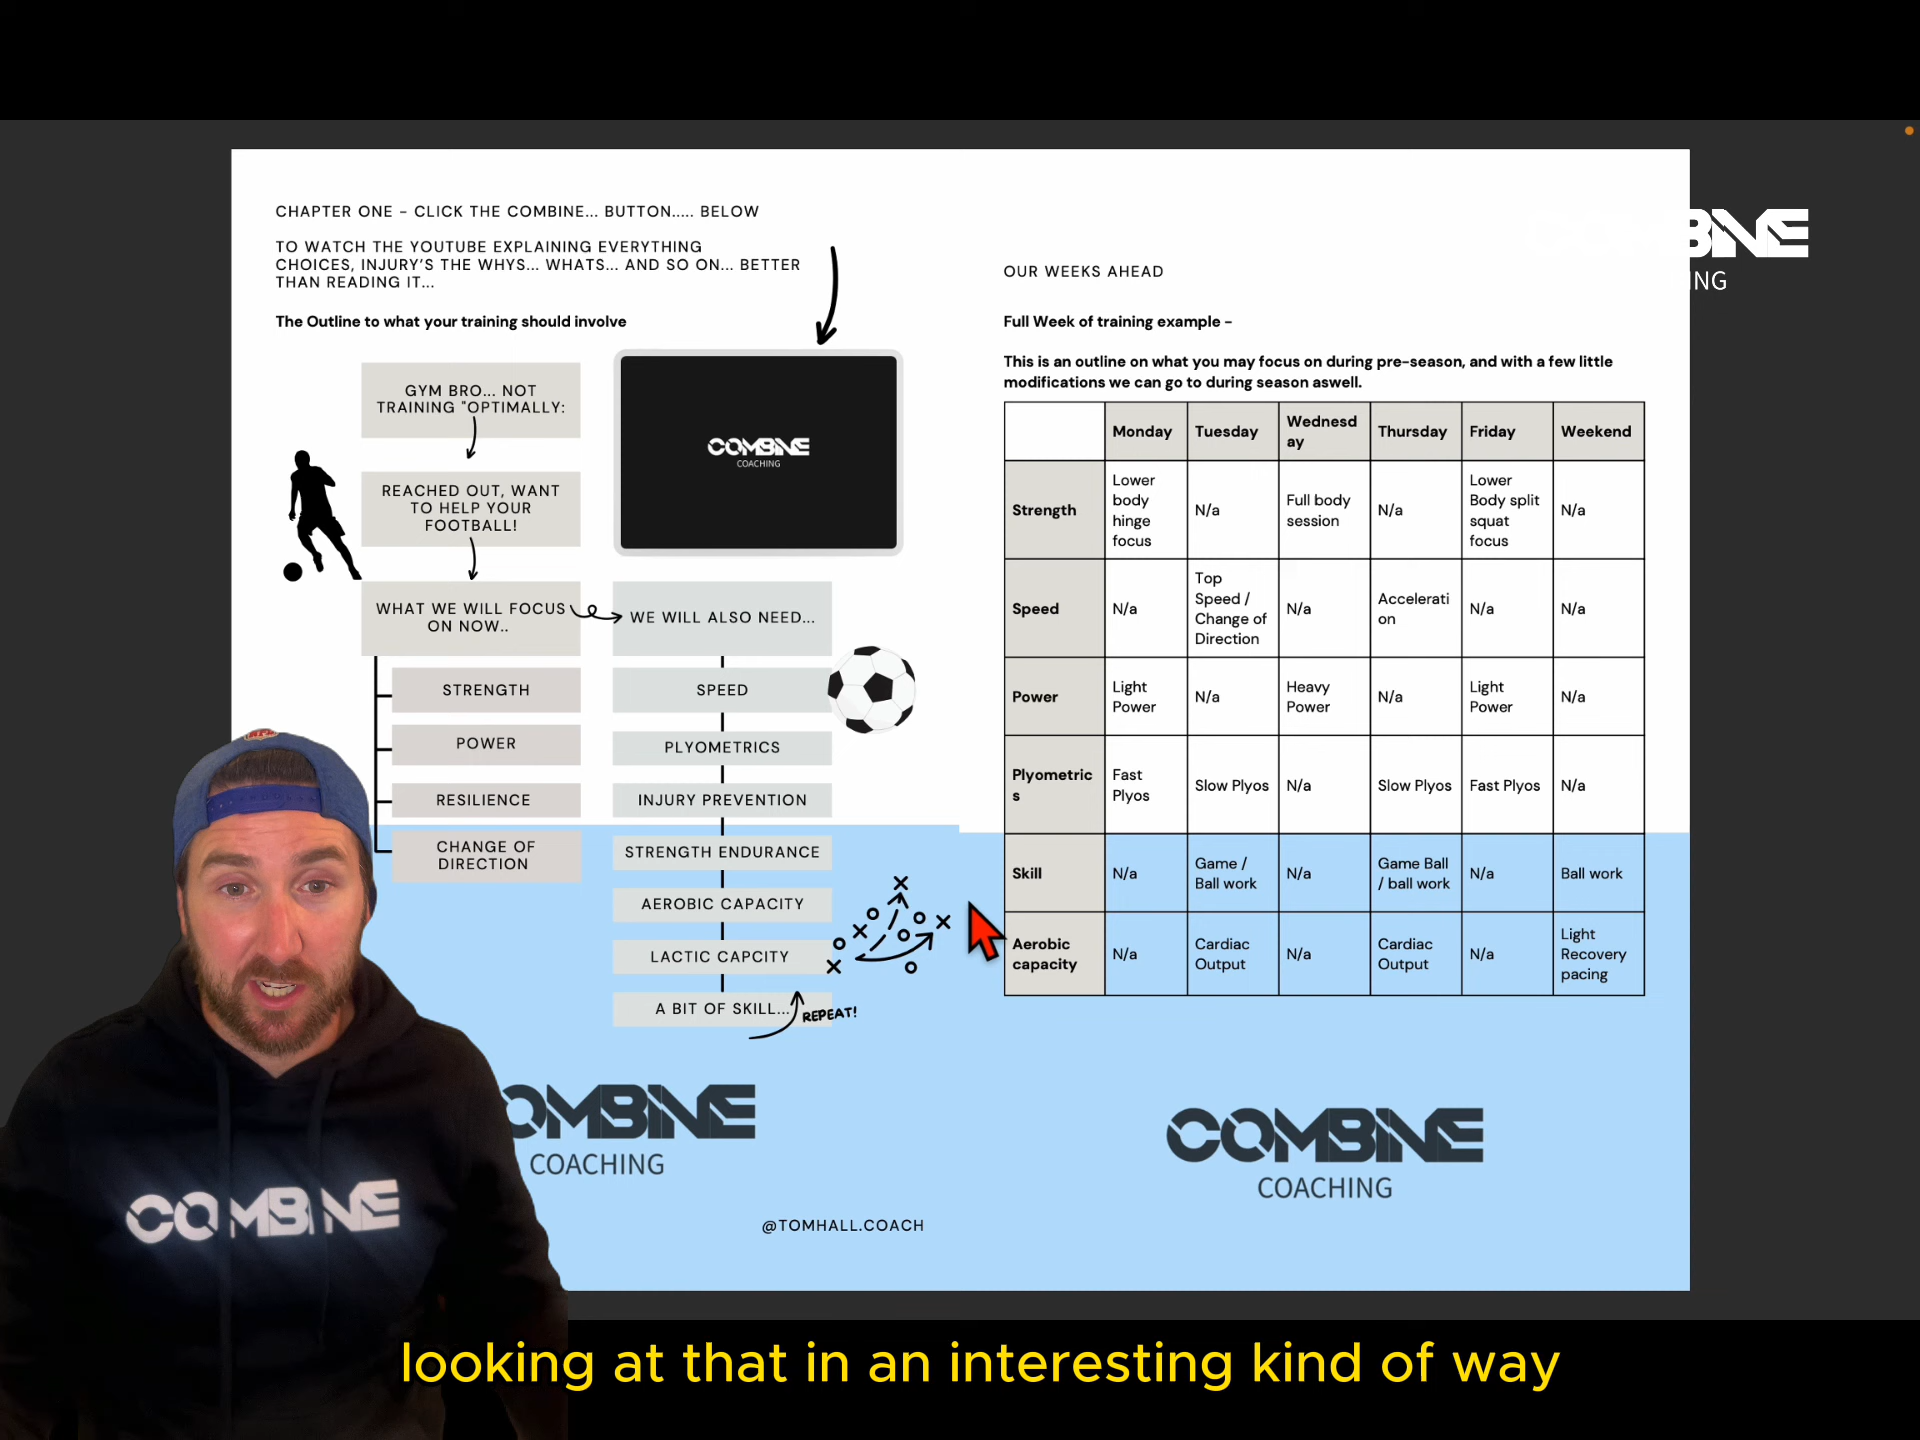 CHAPTER ONE - CLICK THE COMBINE... BUTTON..... BELOW
TO WATCH THE YOUTUBE EXPLAINING EVERYTHING
CHOICES, INJURY'S THE WHYS... WHATS... AND SO ON... BETTER
THAN READING IT...
The Outline to what your training should involve
GYM BRO... NOT
TRAINING "OPTIMALLY:
REACHED OUT, WANT
TO HELP YOUR
FOOTBALL!
WHAT WE WILL FOCUS
ON NOW..
STRENGTH
POWER
RESILIENCE
CHANGE OF
DIRECTION
COMBINE
COACHING
WE WILL ALSO NEED...
SPEED
PLYOMETRICS
INJURY PREVENTION
STRENGTH ENDURANCE
AEROBIC CAPACITY
LACTIC CAPCITY
A BIT OF SKILL...
REPEAT!
OMBINE
COACHING
@TOMHALL.COACH
COMBINE
BINE
ING
OUR WEEKS AHEAD
Full Week of training example -
This is an outline on what you may focus on during pre-season, and with a few little
modifications we can go to during season aswell.
Monday
Tuesday
Wednesd
ay
Thursday
Friday
Weekend
Strength
Lower
body
hinge
focus
N/a
Full body
session
N/a
Lower
Body split
squat
focus
N/a
Speed
N/a
Top
Speed /
Change of
Direction
N/a
Accelerati
on
N/a
N/a
Power
Light
Power
N/a
Heavy
Power
N/a
Light
Power
N/a
Plyometric
s
Fast
Plyos
Slow Plyos
N/a
Slow Plyos
Fast Plyos
N/a
Skill
N/a
Game /
Ball work
N/a
Game Ball
/ ball work
N/a
Ball work
Aerobic
capacity
N/a
Cardiac
Output
N/a
Cardiac
Output
N/a
Light
Recovery
pacing
COMBINE
COACHING
looking at that in an interesting kind of way